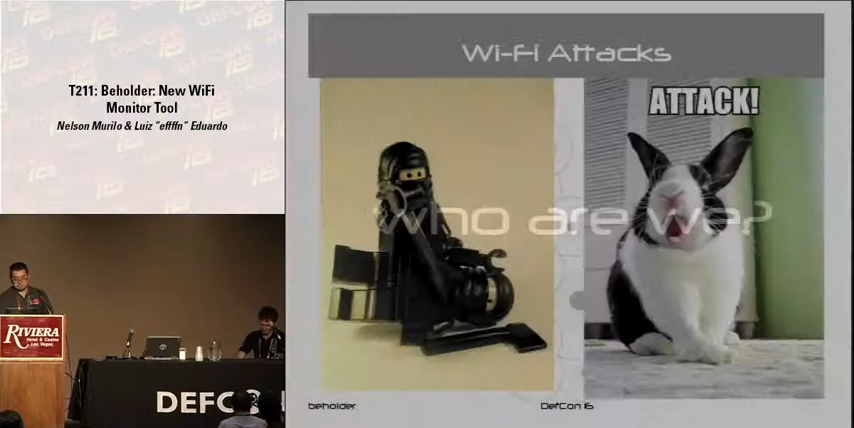 T211: Beholder: New WiFi
Monitor Tool
Nelson Murilo & Luiz "effffn" Eduardo
Wi-Fi Attacks
ATTACK!
who are we?
RIVIERA
Hotel & Casino
Las Vegas
DEFC
beholder
DefCon 16